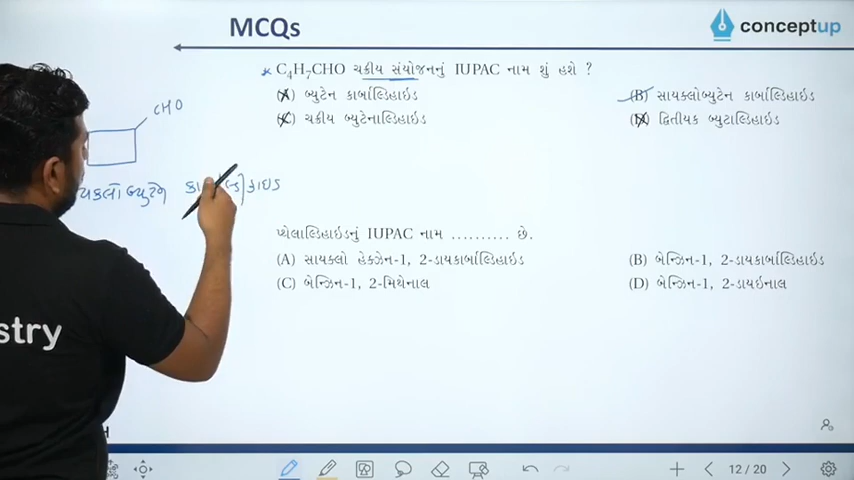 MCQs
conceptup
* C₄H₇CHO ચક્રીય સંયોજનનું IUPAC નામ શું હશે ?
(A) બ્યુટેન કાર્બાલ્ડિહાઇડ
(B) સાયક્લોબ્યુટેન કાર્બાલ્ડિહાઇડ
(C) ચક્રીય બ્યુટેનાલ્ડિહાઇડ
(D) દ્વિતીયક બ્યુટાલ્ડિહાઇડ
CHO
યકલોબ્યુટેન
થેલાલ્ડિહાઇડનું IUPAC નામ .......... છે.
(A) સાયક્લો હેક્ઝેન-1, 2-ડાયકાર્બાલ્ડિહાઇડ
(B) બેન્ઝિન-1, 2-ડાયકાર્બાલ્ડિહાઇડ
(C) બેન્ઝિન-1, 2-મિથેનાલ
(D) બેન્ઝિન-1, 2-ડાયઇનાલ
stry
12 / 20